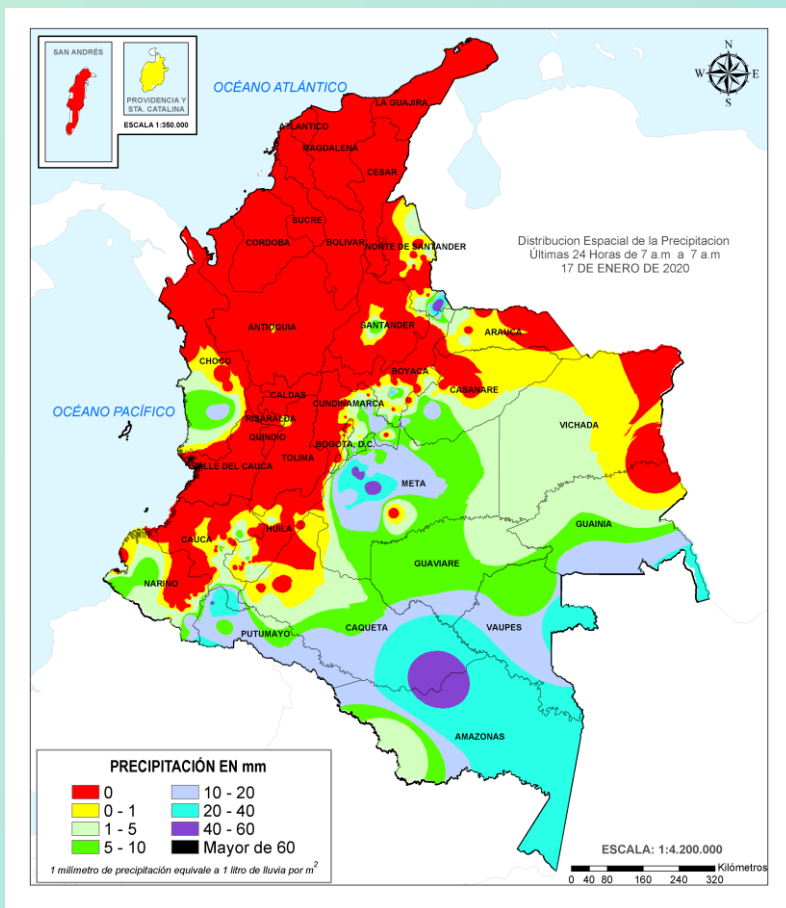 SAN ANDRÉS
PROVIDENCIA Y
STA. CATALINA
ESCALA 1:350.000
N
W E
S
OCÉANO ATLÁNTICO
LA GUAJIRA
ATLANTICO
MAGDALENA
CESAR
SUCRE
CORDOBA
BOLIVAR
NORTE DE SANTANDER
Distribucion Espacial de la Precipitacion
Últimas 24 Horas de 7 a.m a 7 a.m
17 DE ENERO DE 2020
ANTIOQUIA
SANTANDER
ARAUCA
CHOCO
BOYACA
CASANARE
OCÉANO PACÍFICO
CALDAS
CUNDINAMARCA
RISARALDA
VICHADA
QUINDIO
BOGOTA, D.C.
TOLIMA
VALLE DEL CAUCA
META
GUAINIA
HUILA
CAUCA
GUAVIARE
NARIÑO
CAQUETA
VAUPES
PUTUMAYO
AMAZONAS
PRECIPITACIÓN EN mm
0
0 - 1
1 - 5
5 - 10
10 - 20
20 - 40
40 - 60
Mayor de 60
1 milímetro de precipitación equivale a 1 litro de lluvia por m²
ESCALA: 1:4.200.000
Kilómetros
0 40 80 160 240 320